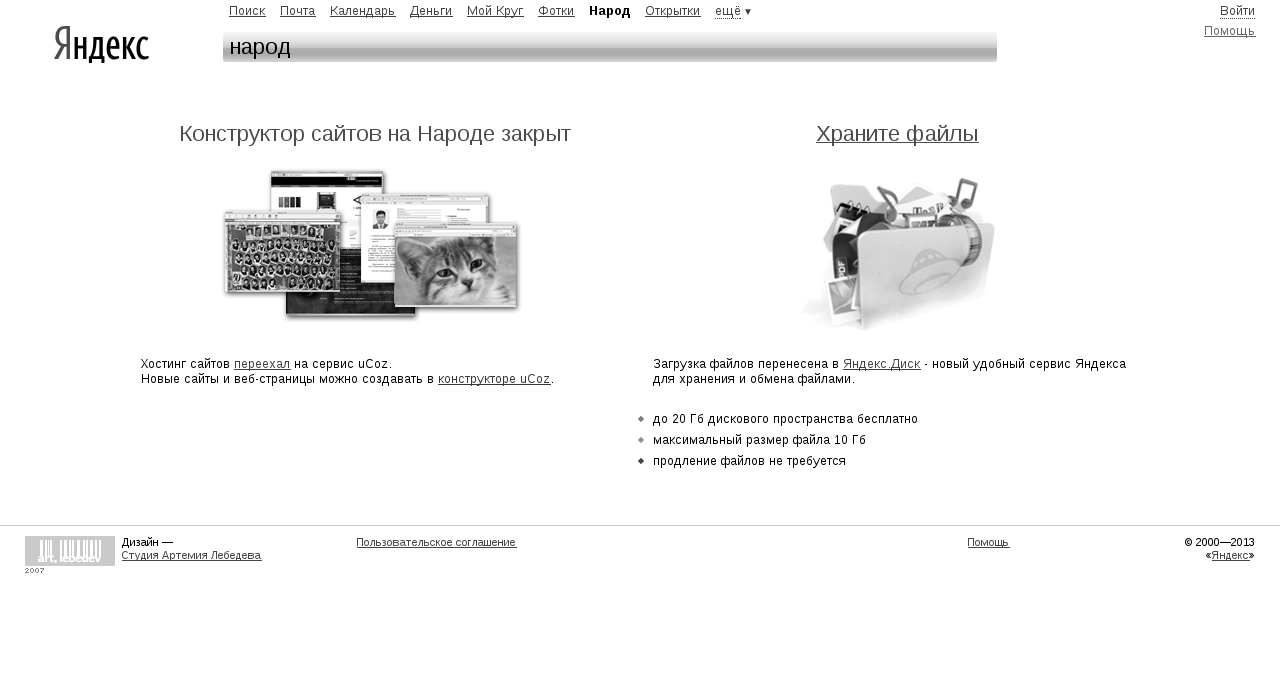 Поиск Почта Календарь Деньги Мой Круг Фотки Народ Открытки ещё ▼ Войти
Помощь
Яндекс
народ
Конструктор сайтов на Народе закрыт
Храните файлы
Хостинг сайтов переехал на сервис uCoz.
Новые сайты и веб-страницы можно создавать в конструкторе uCoz.
Загрузка файлов перенесена в Яндекс.Диск - новый удобный сервис Яндекса
для хранения и обмена файлами.
до 20 Гб дискового пространства бесплатно
максимальный размер файла 10 Гб
продление файлов не требуется
art. lebedev
2007
Дизайн —
Студия Артемия Лебедева
Пользовательское соглашение
Помощь
© 2000—2013
«Яндекс»
PDF